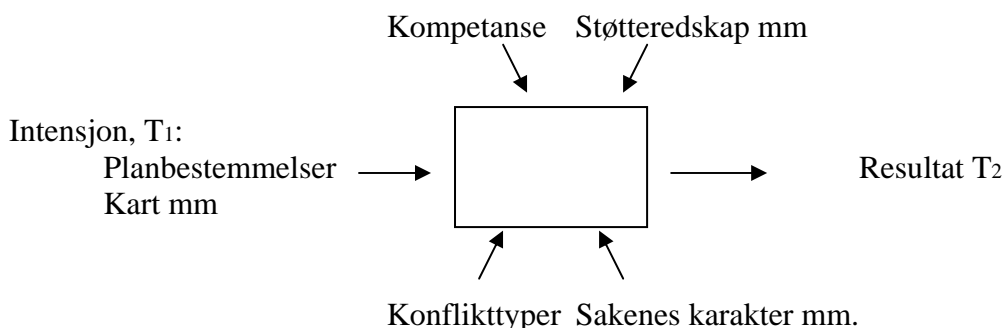 Kompetanse Støtteredskap mm
Intensjon, T1:
Planbestemmelser
Kart mm
Resultat T2
Konflikttyper Sakenes karakter mm.